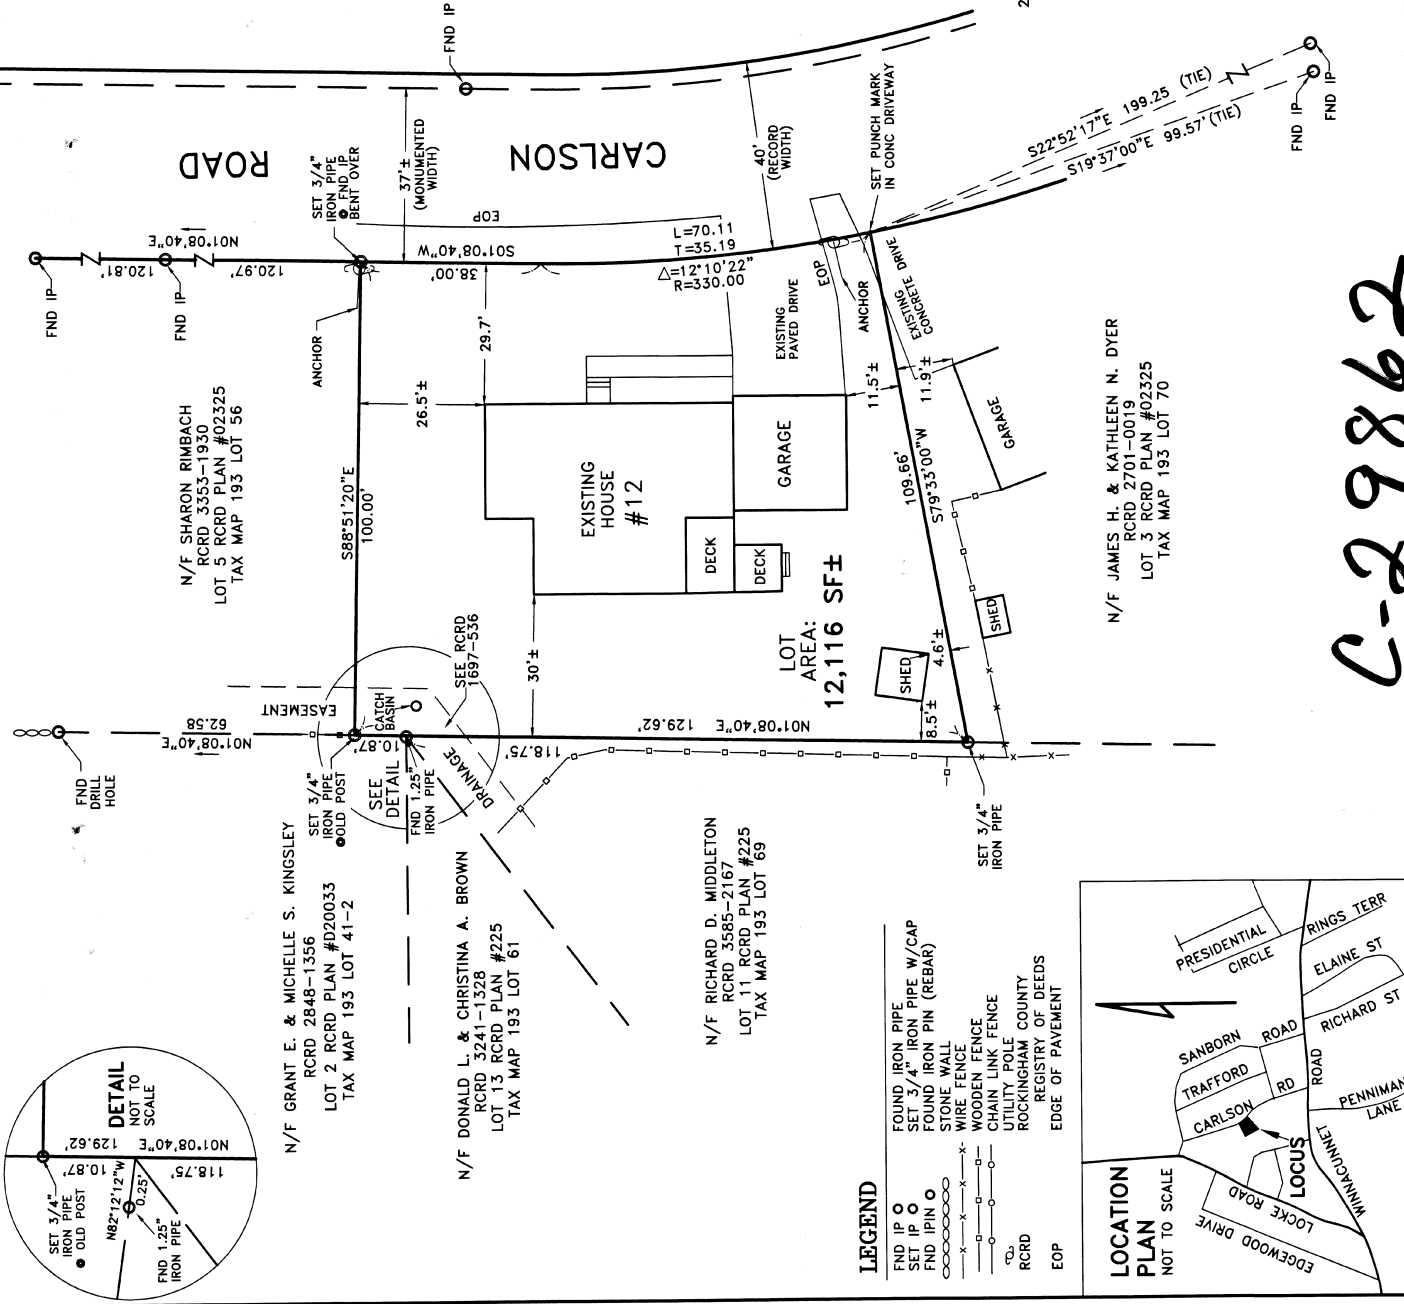 FND IP
ROAD
CARLSON
SET 3/4"
IRON PIPE
@ FND IP
BENT OVER
37'±
(MONUMENTED
WIDTH)
40'
(RECORD
WIDTH)
SET PUNCH MARK
IN CONC DRIVEWAY
S22°52'17"E 199.25 (TIE)
S19°37'00"E 99.57'(TIE)
FND IP
FND IP
EOP
N01°08'40"E
120.81'
120.97'
FND IP
FND IP
S01°08'40"W
38.00'
L=70.11
T=35.19
Δ=12°10'22"
R=330.00
EOP
ANCHOR
ANCHOR
EXISTING
CONCRETE DRIVE
EXISTING
PAVED DRIVE
29.7'
26.5'±
11.5'±
11.9'±
GARAGE
N/F SHARON RIMBACH
RCRD 3353-1930
LOT 5 RCRD PLAN #02325
TAX MAP 193 LOT 56
S88°51'20"E
100.00'
EXISTING
HOUSE
#12
GARAGE
DECK
DECK
109.66'
S79°33'00"W
N/F JAMES H. & KATHLEEN N. DYER
RCRD 2701-0019
LOT 3 RCRD PLAN #02325
TAX MAP 193 LOT 70
C-29862
LOT
AREA:
12,116 SF±
SHED
SHED
4.6'±
8.5'±
30'±
SEE RCRD
1697-536
EASEMENT
CATCH
BASIN
DRAINAGE
62.58
N01°08'40"E
FND
DRILL
HOLE
SET 3/4"
IRON PIPE
@OLD POST
SEE
DETAIL
10.87'
FND 1.25"
IRON PIPE
118.75'
129.62'
N01°08'40"E
SET 3/4"
IRON PIPE
N/F GRANT E. & MICHELLE S. KINGSLEY
RCRD 2848-1356
LOT 2 RCRD PLAN #D20033
TAX MAP 193 LOT 41-2
N/F DONALD L. & CHRISTINA A. BROWN
RCRD 3241-1328
LOT 13 RCRD PLAN #225
TAX MAP 193 LOT 61
N/F RICHARD D. MIDDLETON
RCRD 3585-2167
LOT 11 RCRD PLAN #225
TAX MAP 193 LOT 69
DETAIL
NOT TO
SCALE
129.62'
N01°08'40"E
10.87'
118.75'
N82°12'12"W
0.25'
SET 3/4"
IRON PIPE
@ OLD POST
FND 1.25"
IRON PIPE
LEGEND
FND IP FOUND IRON PIPE
SET IP SET 3/4" IRON PIPE W/CAP
FND IPIN FOUND IRON PIN (REBAR)
STONE WALL
WIRE FENCE
WOODEN FENCE
CHAIN LINK FENCE
UTILITY POLE
RCRD ROCKINGHAM COUNTY
REGISTRY OF DEEDS
EOP EDGE OF PAVEMENT
LOCATION
PLAN
NOT TO SCALE
PRESIDENTIAL
CIRCLE
RINGS TERR
ELAINE ST
RICHARD ST
SANBORN
ROAD
TRAFFORD
RD
CARLSON
ROAD
PENNIMAN
LANE
LOCUS
WINNACUNNET
LOCKE ROAD
EDGEWOOD DRIVE